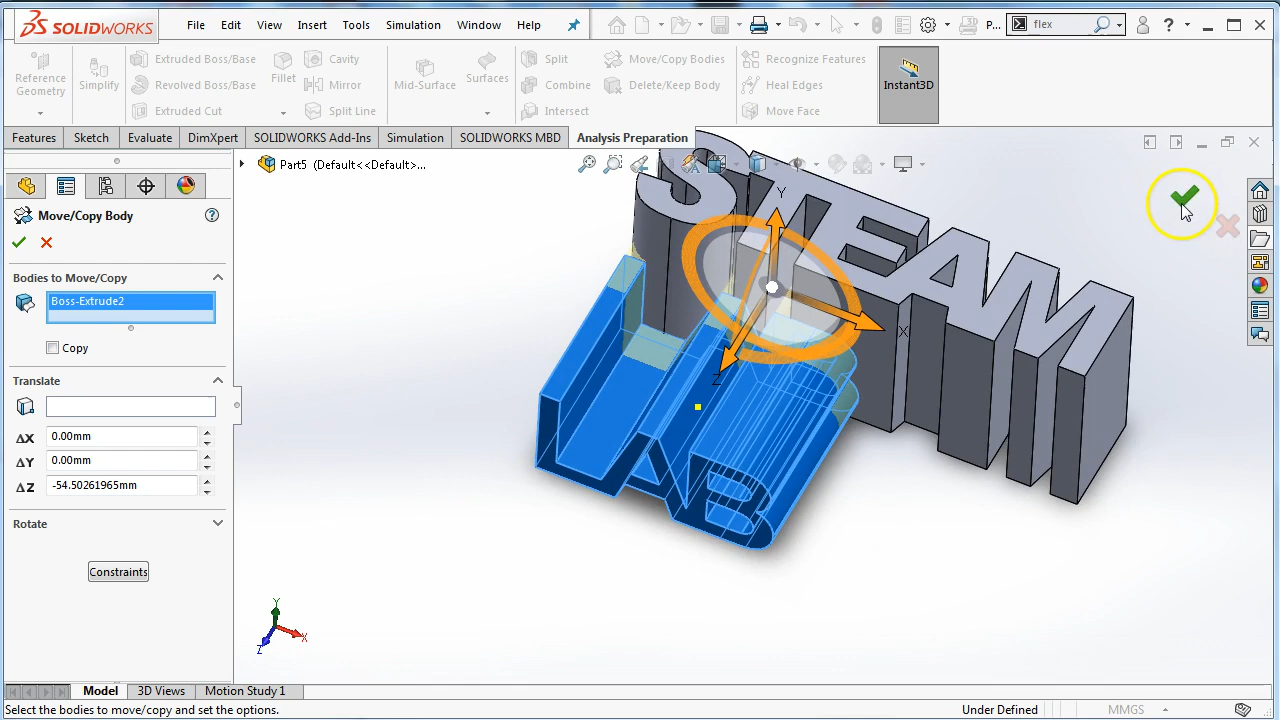 SOLIDWORKS File Edit View Insert Tools Simulation Window Help P... flex ?
Reference Geometry Simplify Extruded Boss/Base Fillet Cavity Mid-Surface Surfaces Split Move/Copy Bodies Recognize Features Instant3D
Revolved Boss/Base Mirror Combine Delete/Keep Body Heal Edges
Extruded Cut Split Line Intersect Move Face
Features Sketch Evaluate DimXpert SOLIDWORKS Add-Ins Simulation SOLIDWORKS MBD Analysis Preparation
Part5 (Default<<Default>...
Move/Copy Body ?
Bodies to Move/Copy
Boss-Extrude2
Copy
Translate
ΔX 0.00mm
ΔY 0.00mm
ΔZ -54.50261965mm
Rotate
Constraints
STEAM
LAB
Y
X
Z
Y
X
Z
Model 3D Views Motion Study 1
Select the bodies to move/copy and set the options. Under Defined MMGS